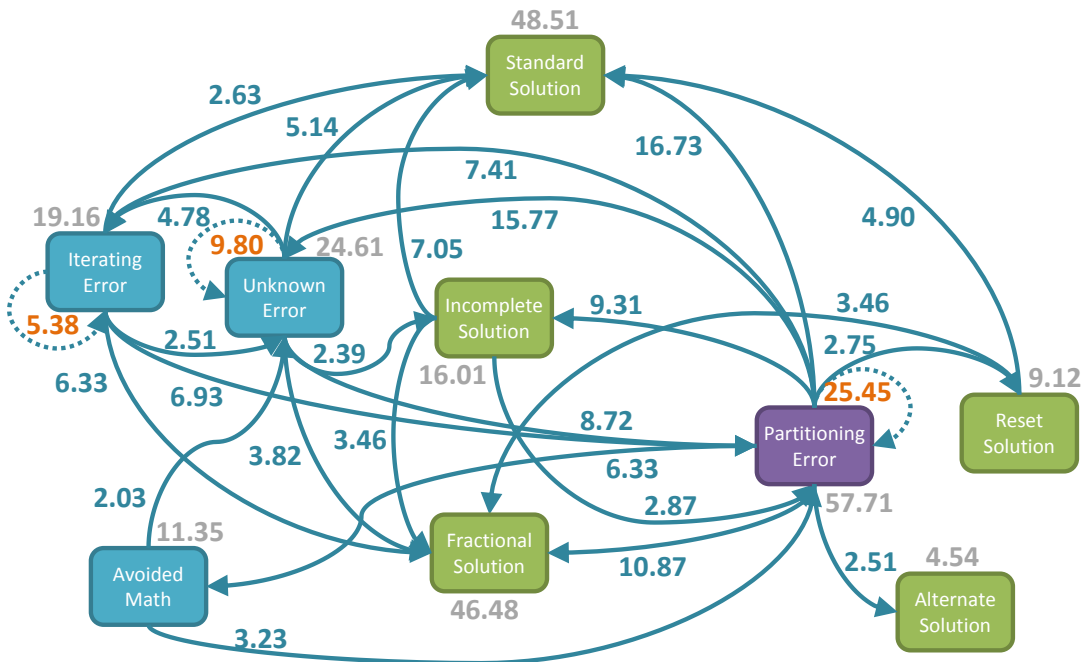 48.51
Standard
Solution
2.63
5.14
16.73
7.41
19.16
4.78
9.80
24.61
15.77
4.90
7.05
Iterating
Error
Unknown
Error
Incomplete
Solution
9.31
3.46
5.38
2.51
2.39
2.75
16.01
9.12
25.45
6.33
6.93
8.72
Partitioning
Error
Reset
Solution
3.82
3.46
6.33
2.03
2.87
57.71
11.35
Fractional
Solution
Avoided
Math
10.87
2.51
4.54
46.48
Alternate
Solution
3.23